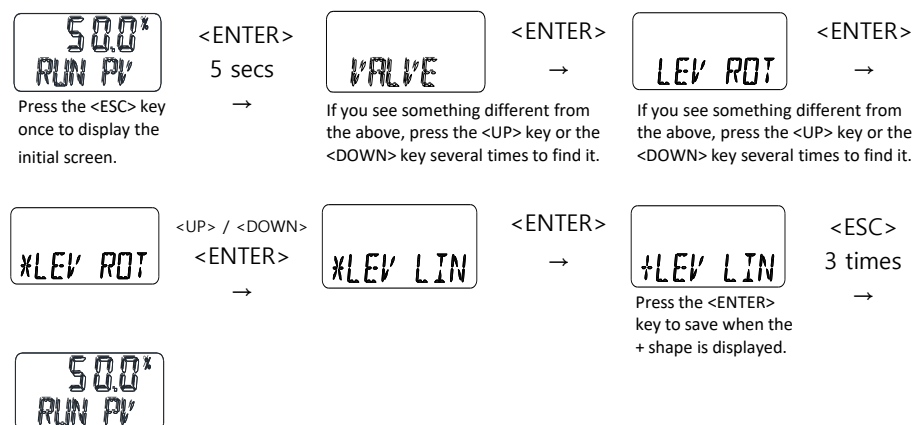 50.0%
RUN PV
Press the <ESC> key
once to display the
initial screen.
<ENTER>
5 secs
→
VALVE
If you see something different from
the above, press the <UP> key or the
<DOWN> key several times to find it.
<ENTER>
→
LEV ROT
If you see something different from
the above, press the <UP> key or the
<DOWN> key several times to find it.
<ENTER>
→
*LEV ROT
<UP> / <DOWN>
<ENTER>
→
*LEV LIN
<ENTER>
→
+LEV LIN
Press the <ENTER>
key to save when the
+ shape is displayed.
<ESC>
3 times
→
50.0%
RUN PV